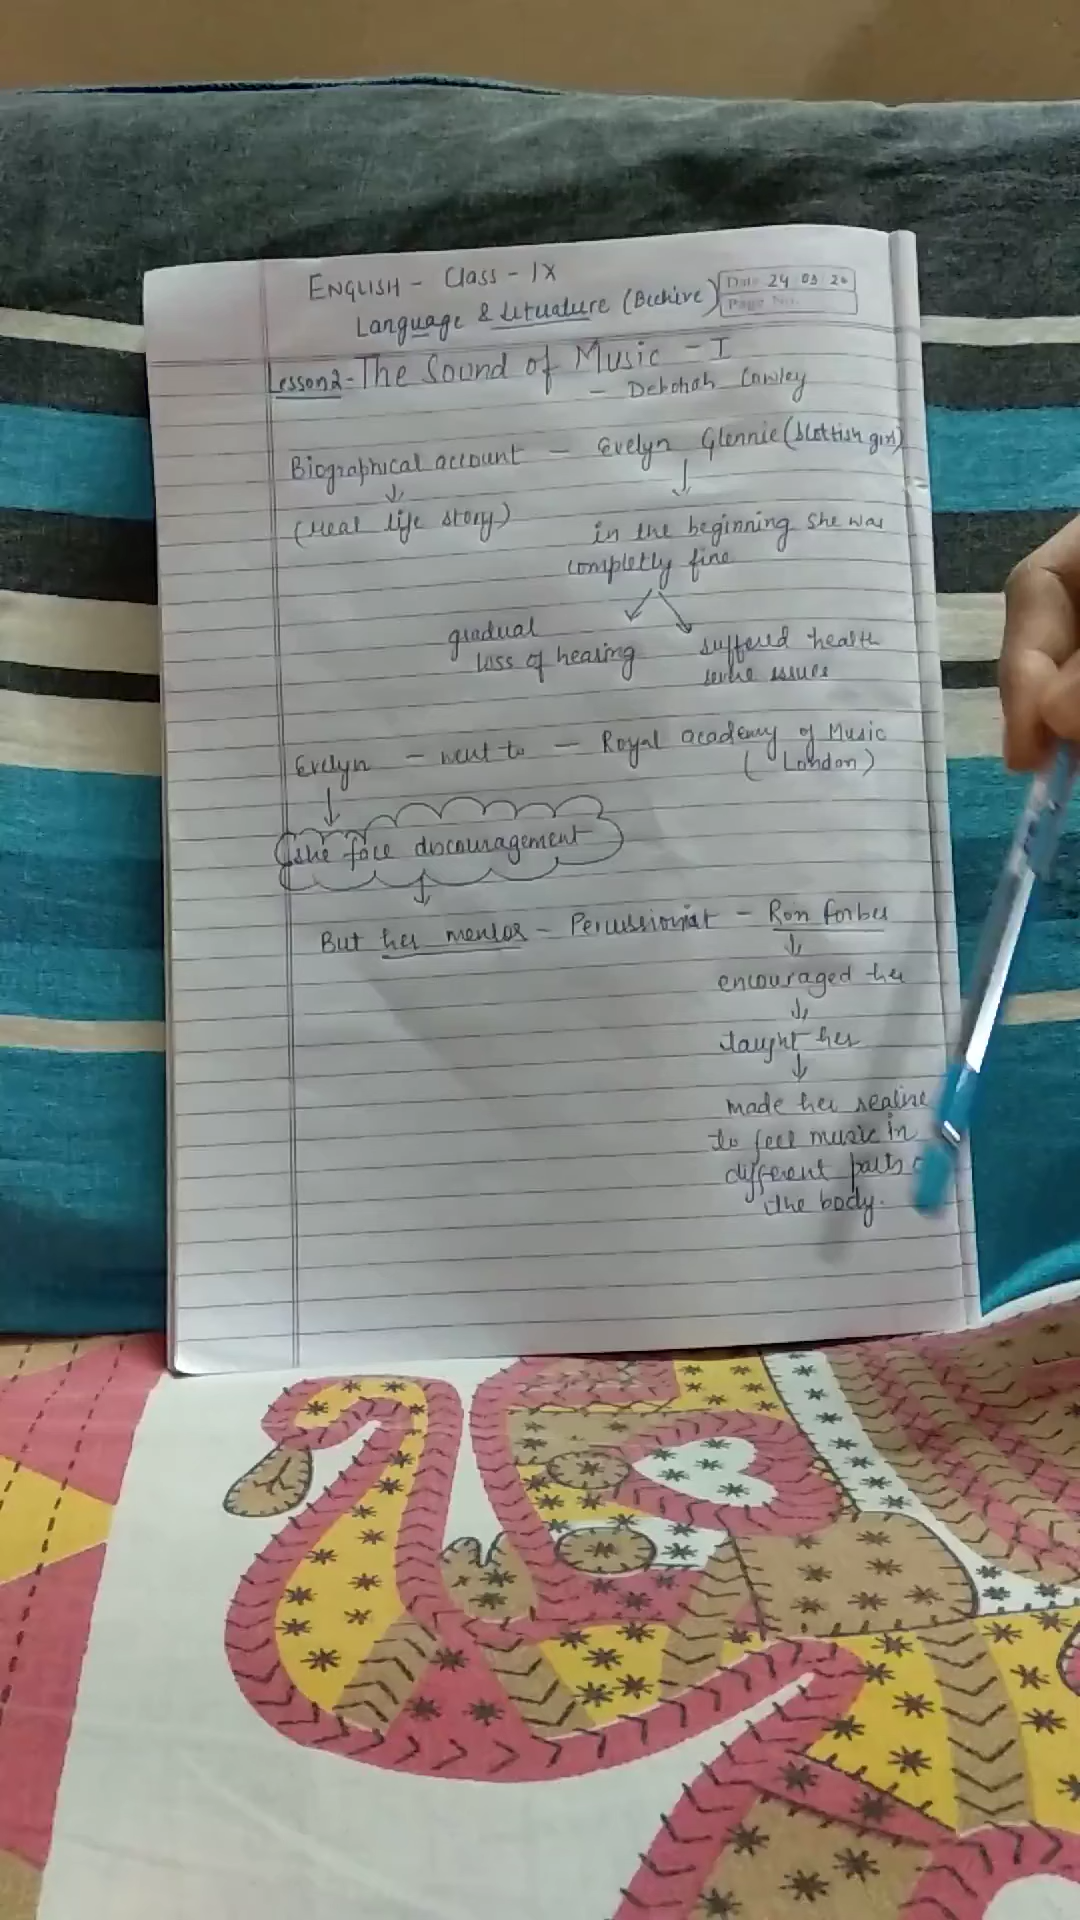 ENGLISH - Class - IX
Language & Literature (Beehive)
Date 24 03 20
Page No.
Lesson 2 - The Sound of Music - I
- Deborah Cowley
Biographical account - Evelyn Glennie (Scottish girl)
(real life story)
in the beginning she was
completly fine
gradual
loss of hearing
suffered health
issues
Evelyn - went to - Royal academy of Music
(London)
she face discouragement
But her mentor - Percussionist - Ron forbes
encouraged her
taught her
made her realize
to feel music in
different parts
the body.